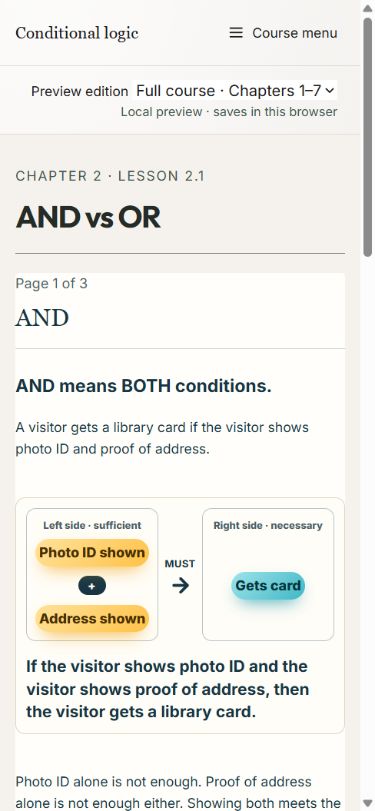 Conditional logic
Course menu
Preview edition Full course · Chapters 1–7
Local preview · saves in this browser
CHAPTER 2 · LESSON 2.1
AND vs OR
Page 1 of 3
AND
AND means BOTH conditions.
A visitor gets a library card if the visitor shows
photo ID and proof of address.
Left side · sufficient
Photo ID shown
+
Address shown
MUST
→
Right side · necessary
Gets card
If the visitor shows photo ID and the
visitor shows proof of address, then
the visitor gets a library card.
Photo ID alone is not enough. Proof of address
alone is not enough either. Showing both meets the